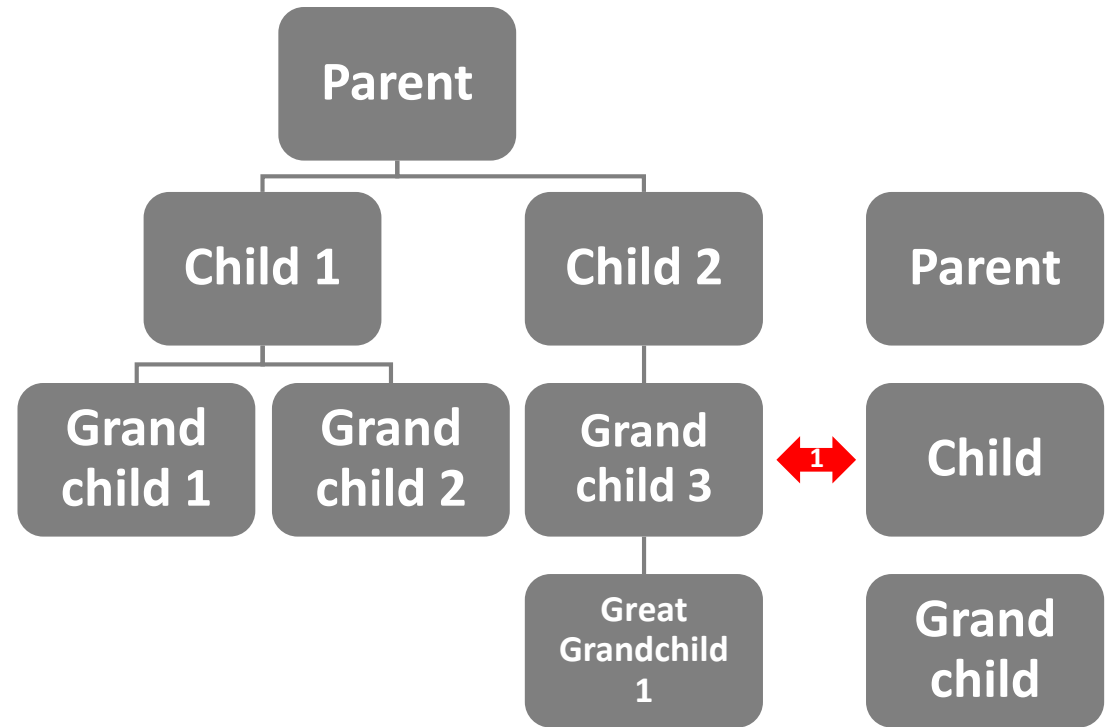 Parent
Child 1
Child 2
Parent
Grand
child 1
Grand
child 2
Grand
child 3
1
Child
Great
Grandchild
1
Grand
child